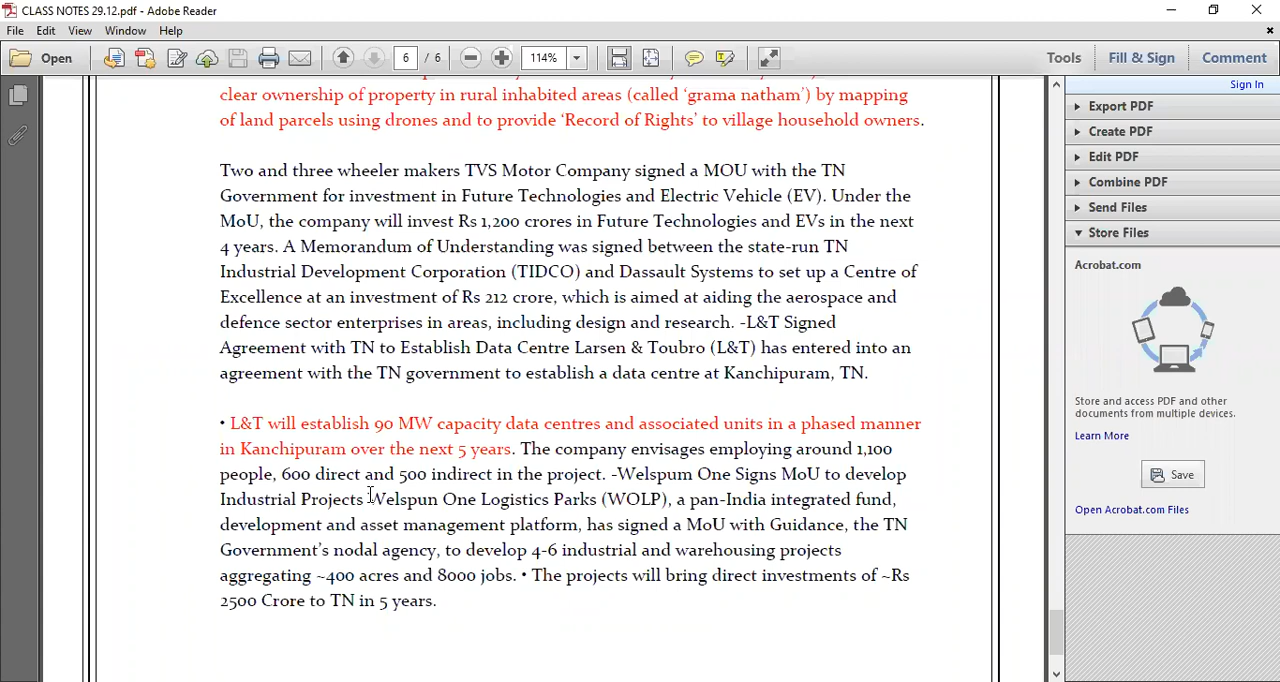 CLASS NOTES 29.12.pdf - Adobe Reader
File Edit View Window Help
Open 6 / 6 114% Tools Fill & Sign Comment
Sign In
clear ownership of property in rural inhabited areas (called ‘grama natham’) by mapping
of land parcels using drones and to provide ‘Record of Rights’ to village household owners.
Two and three wheeler makers TVS Motor Company signed a MOU with the TN
Government for investment in Future Technologies and Electric Vehicle (EV). Under the
MoU, the company will invest Rs 1,200 crores in Future Technologies and EVs in the next
4 years. A Memorandum of Understanding was signed between the state-run TN
Industrial Development Corporation (TIDCO) and Dassault Systems to set up a Centre of
Excellence at an investment of Rs 212 crore, which is aimed at aiding the aerospace and
defence sector enterprises in areas, including design and research. -L&T Signed
Agreement with TN to Establish Data Centre Larsen & Toubro (L&T) has entered into an
agreement with the TN government to establish a data centre at Kanchipuram, TN.
• L&T will establish 90 MW capacity data centres and associated units in a phased manner
in Kanchipuram over the next 5 years. The company envisages employing around 1,100
people, 600 direct and 500 indirect in the project. -Welspum One Signs MoU to develop
Industrial Projects Welspun One Logistics Parks (WOLP), a pan-India integrated fund,
development and asset management platform, has signed a MoU with Guidance, the TN
Government’s nodal agency, to develop 4-6 industrial and warehousing projects
aggregating ~400 acres and 8000 jobs. • The projects will bring direct investments of ~Rs
2500 Crore to TN in 5 years.
Export PDF
Create PDF
Edit PDF
Combine PDF
Send Files
Store Files
Acrobat.com
Store and access PDF and other
documents from multiple devices.
Learn More
Save
Open Acrobat.com Files